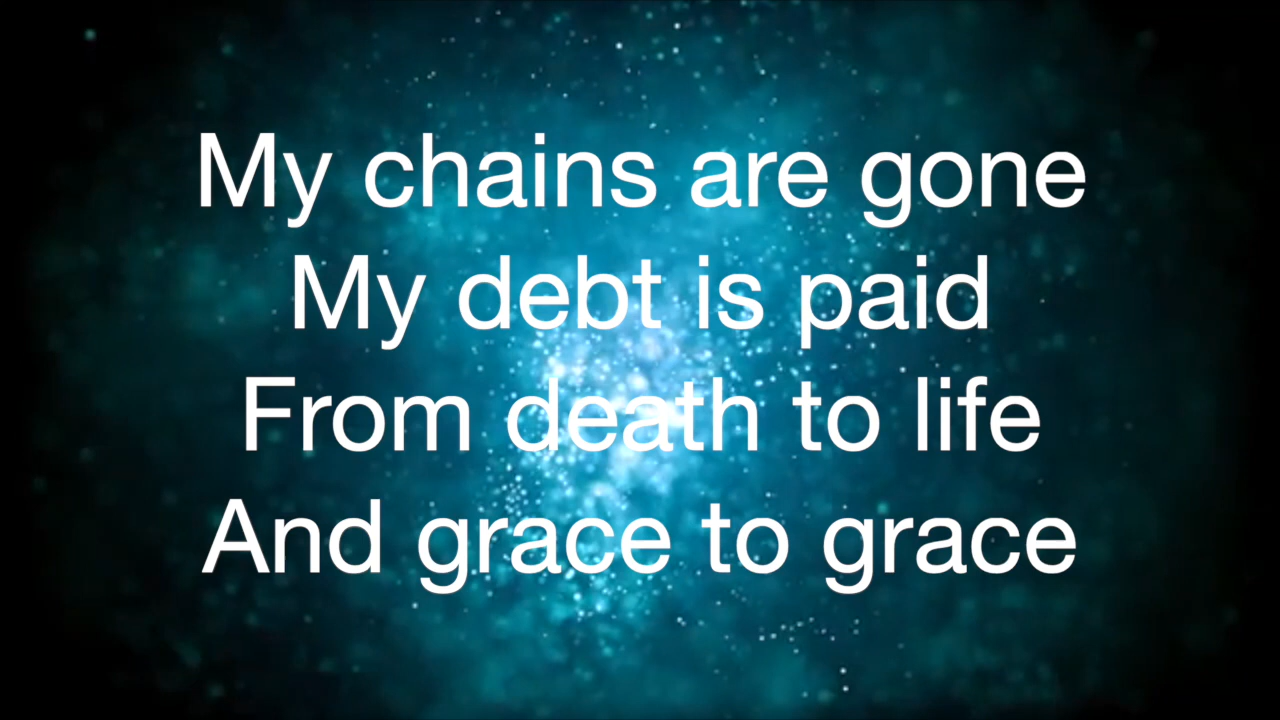 My chains are gone
My debt is paid
From death to life
And grace to grace